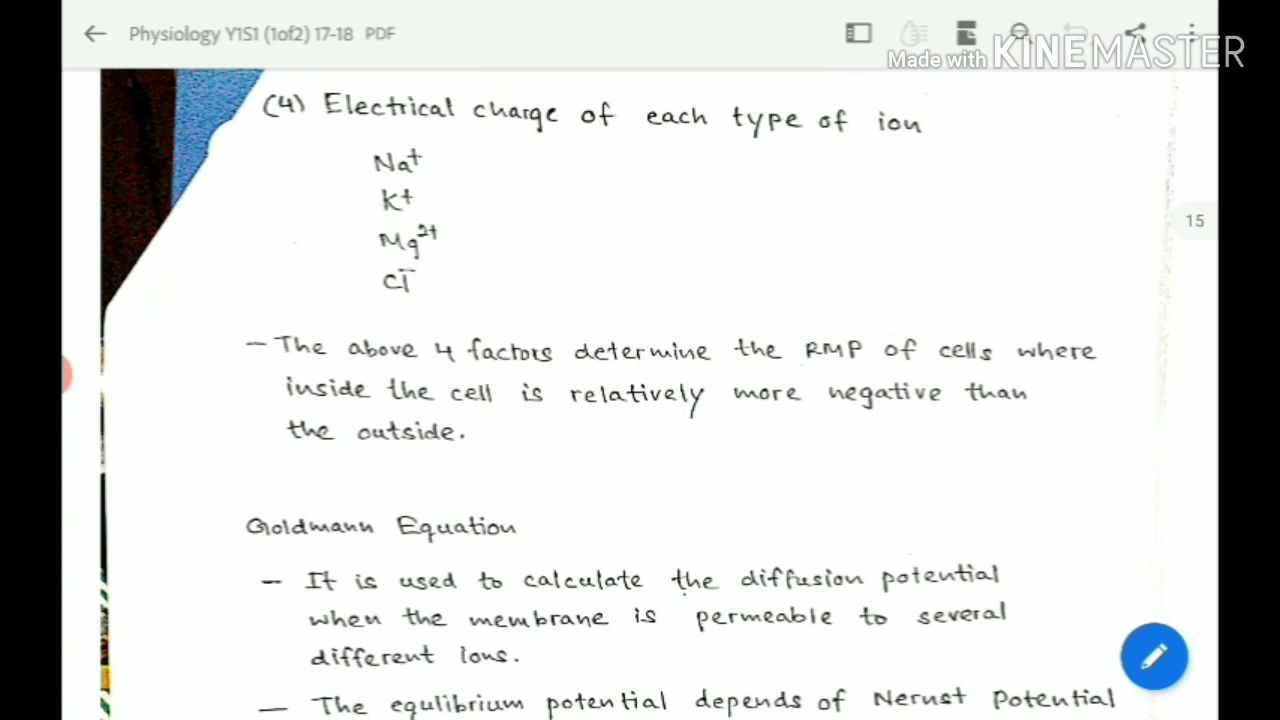 Physiology Y1S1 (1of2) 17-18 PDF
Made with KINEMASTER
(4) Electrical charge of each type of ion
Na⁺
K⁺
Mg²⁺
Cl⁻
15
– The above 4 factors determine the RMP of cells where
inside the cell is relatively more negative than
the outside.
Goldmann Equation
– It is used to calculate the diffusion potential
when the membrane is permeable to several
different ions.
– The equlibrium potential depends of Nernst Potential